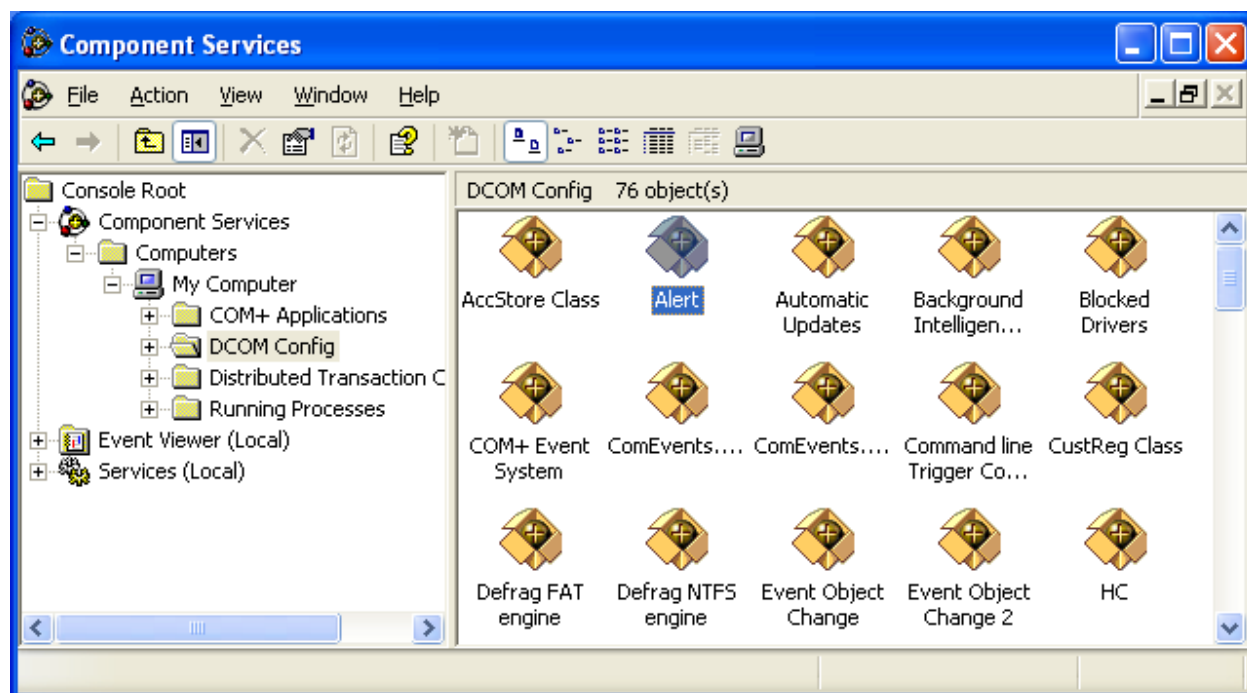 Component Services
File Action View Window Help
Console Root
Component Services
Computers
My Computer
COM+ Applications
DCOM Config
Distributed Transaction C
Running Processes
Event Viewer (Local)
Services (Local)
DCOM Config 76 object(s)
AccStore Class
Alert
Automatic
Updates
Background
Intelligen...
Blocked
Drivers
COM+ Event
System
ComEvents....
ComEvents....
Command line
Trigger Co...
CustReg Class
Defrag FAT
engine
Defrag NTFS
engine
Event Object
Change
Event Object
Change 2
HC